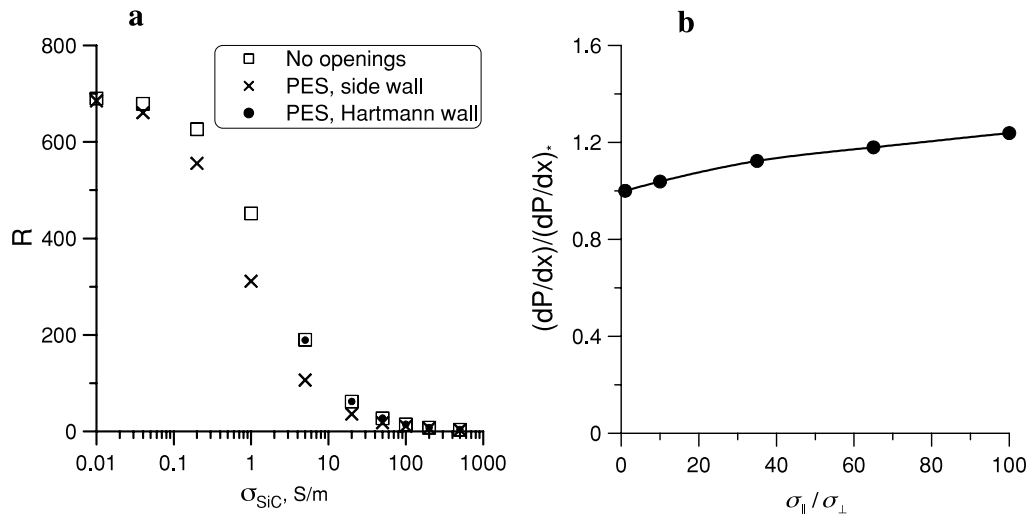 a
800
600
400
200
0
R
No openings
PES, side wall
PES, Hartmann wall
0.01 0.1 1 10 100 1000
σSiC, S/m
b
1.6
1.2
0.8
0.4
0
(dP/dx)/(dP/dx)*
0 20 40 60 80 100
σ∥/σ⊥